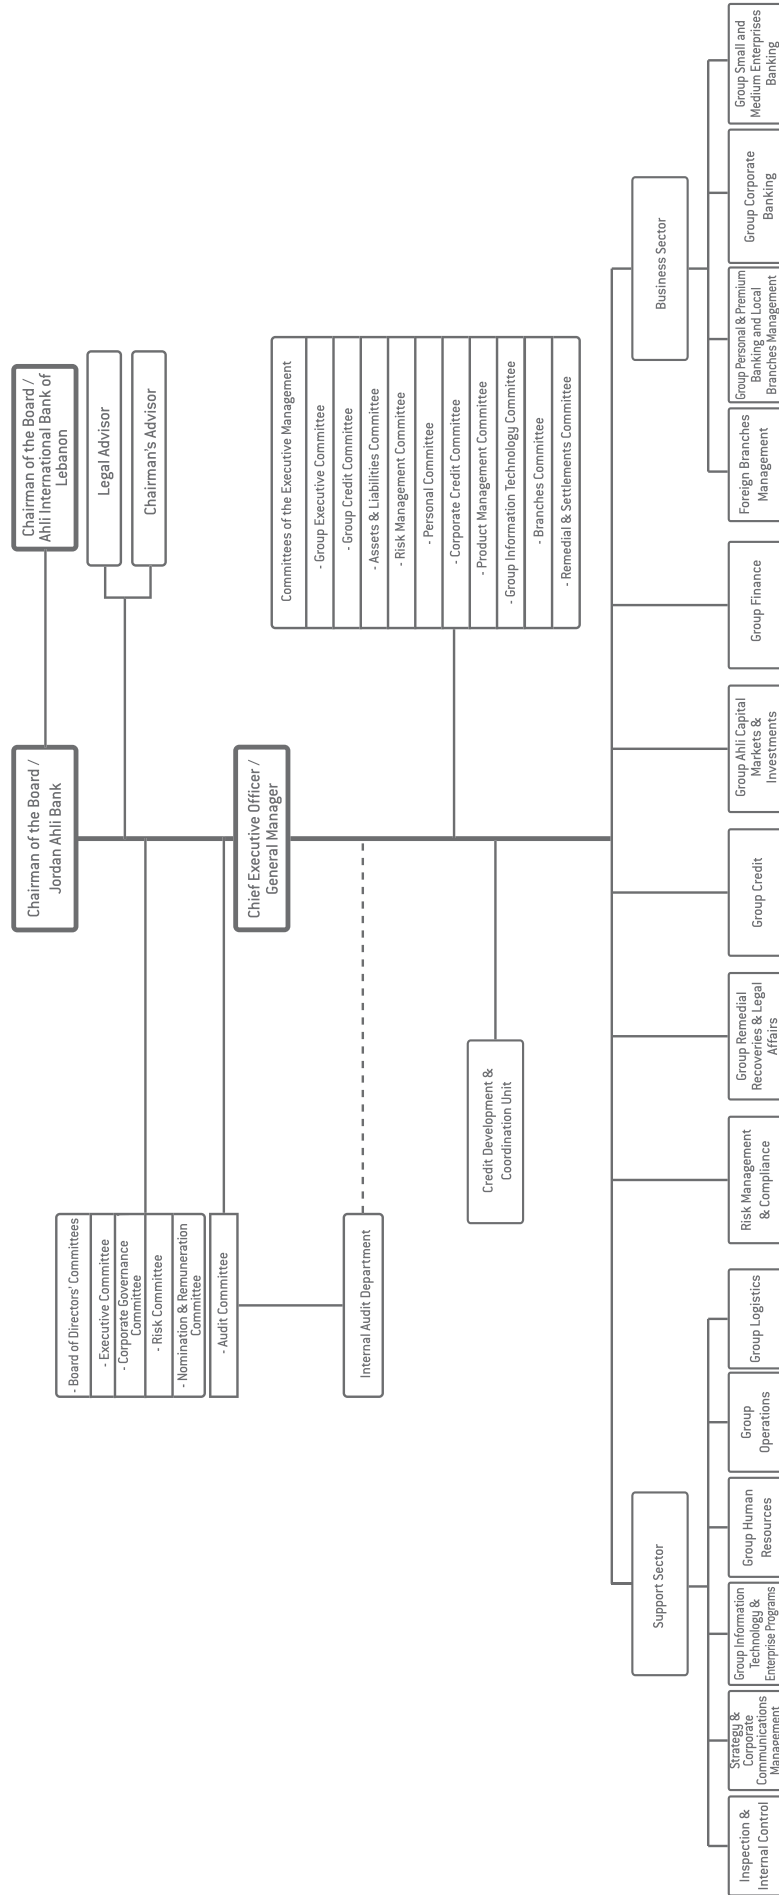 Chairman of the Board /
Jordan Ahli Bank
Chairman of the Board /
Ahli International Bank of
Lebanon
Legal Advisor
Chairman's Advisor
- Board of Directors' Committees
- Executive Committee
- Corporate Governance
Committee
- Risk Committee
- Nomination & Remuneration
Committee
- Audit Committee
Chief Executive Officer /
General Manager
Internal Audit Department
Committees of the Executive Management
- Group Executive Committee
- Group Credit Committee
- Assets & Liabilities Committee
- Risk Management Committee
- Personal Committee
- Corporate Credit Committee
- Product Management Committee
- Group Information Technology Committee
- Branches Committee
- Remedial & Settlements Committee
Credit Development &
Coordination Unit
Support Sector
Business Sector
Inspection &
Internal Control
Strategy &
Corporate
Communications
Management
Group Information
Technology &
Enterprise Programs
Group Human
Resources
Group
Operations
Group Logistics
Risk Management
& Compliance
Group Remedial
Recoveries & Legal
Affairs
Group Credit
Group Ahli Capital
Markets &
Investments
Group Finance
Foreign Branches
Management
Group Personal & Premium
Banking and Local
Branches Management
Group Corporate
Banking
Group Small and
Medium Enterprises
Banking